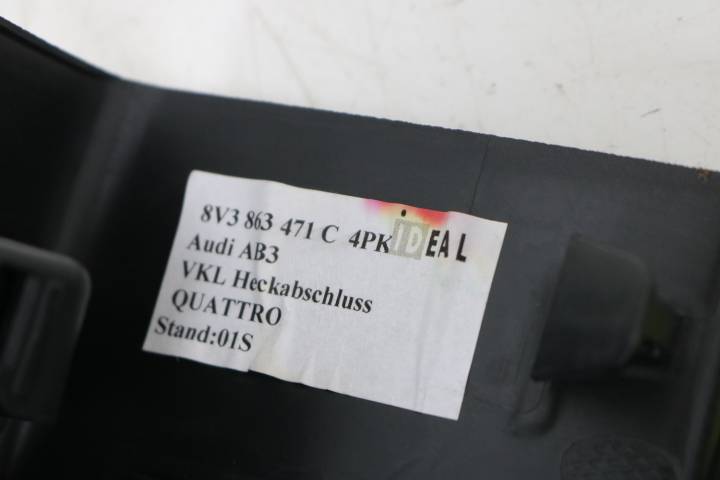 8V3 863 471 C 4PK iDEAL
Audi AB3
VKL Heckabschluss
QUATTRO
Stand:01S